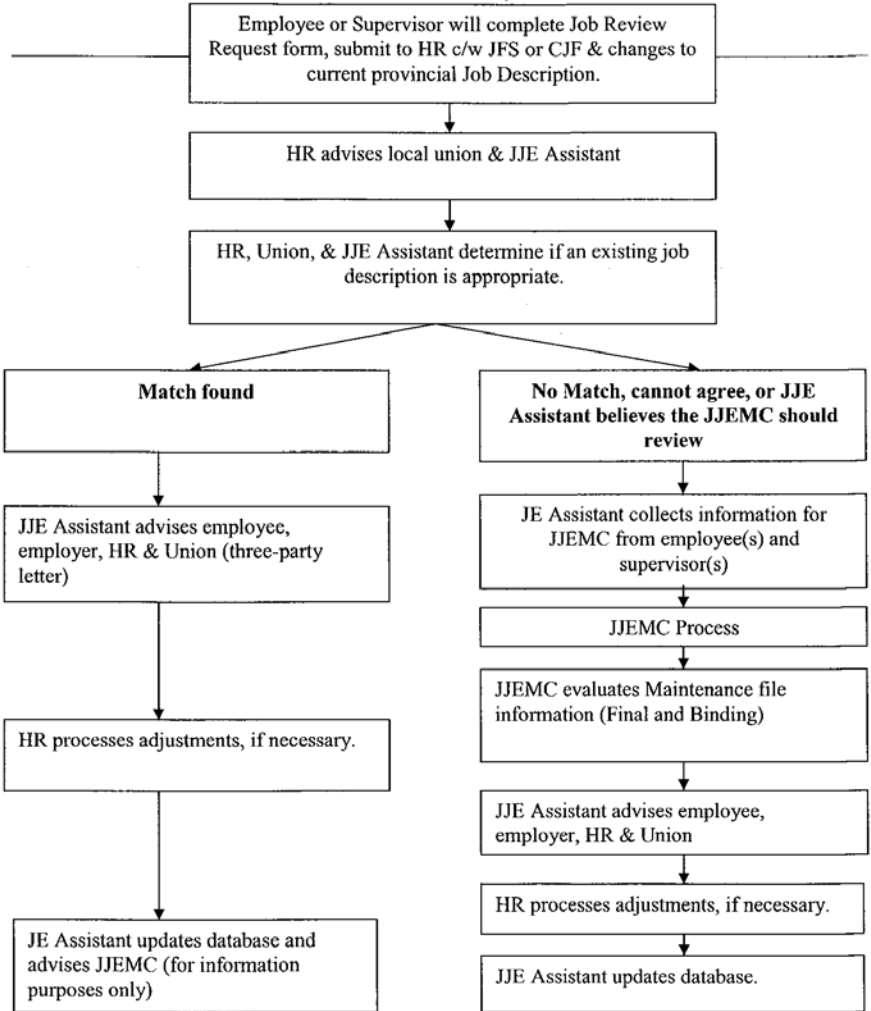 Employee or Supervisor will complete Job Review
Request form, submit to HR c/w JFS or CJF & changes to
current provincial Job Description.
HR advises local union & JJE Assistant
HR, Union, & JJE Assistant determine if an existing job
description is appropriate.
Match found
JJE Assistant advises employee,
employer, HR & Union (three-party
letter)
HR processes adjustments, if necessary.
JE Assistant updates database and
advises JJEMC (for information
purposes only)
No Match, cannot agree, or JJE
Assistant believes the JJEMC should
review
JE Assistant collects information for
JJEMC from employee(s) and
supervisor(s)
JJEMC Process
JJEMC evaluates Maintenance file
information (Final and Binding)
JJE Assistant advises employee,
employer, HR & Union
HR processes adjustments, if necessary.
JJE Assistant updates database.